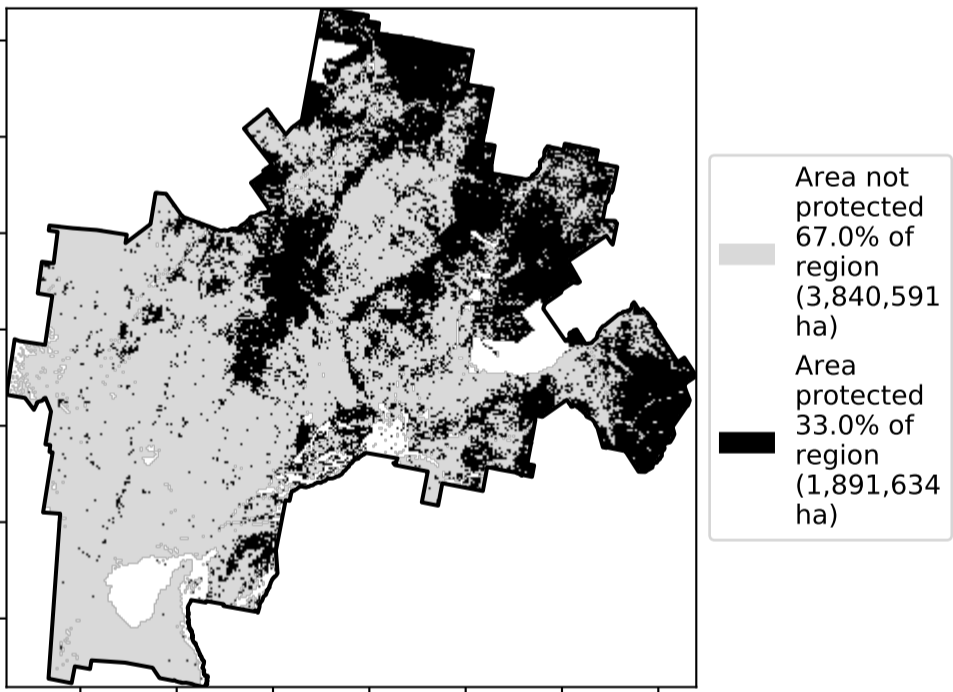 Area not
protected
67.0% of
region
(3,840,591
ha)
Area
protected
33.0% of
region
(1,891,634
ha)